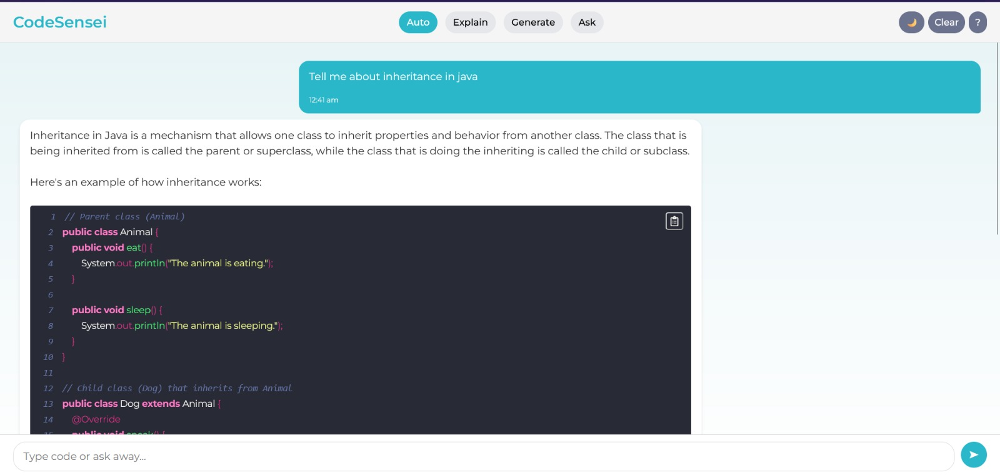 CodeSensei
Auto Explain Generate Ask
Clear ?
Tell me about inheritance in java
12:41 am
Inheritance in Java is a mechanism that allows one class to inherit properties and behavior from another class. The class that is
being inherited from is called the parent or superclass, while the class that is doing the inheriting is called the child or subclass.
Here's an example of how inheritance works:
1 // Parent class (Animal)
2 public class Animal {
3 public void eat() {
4 System.out.println("The animal is eating.");
5 }
6
7 public void sleep() {
8 System.out.println("The animal is sleeping.");
9 }
10 }
11
12 // Child class (Dog) that inherits from Animal
13 public class Dog extends Animal {
14 @Override
15 public void speak() {
Type code or ask away...